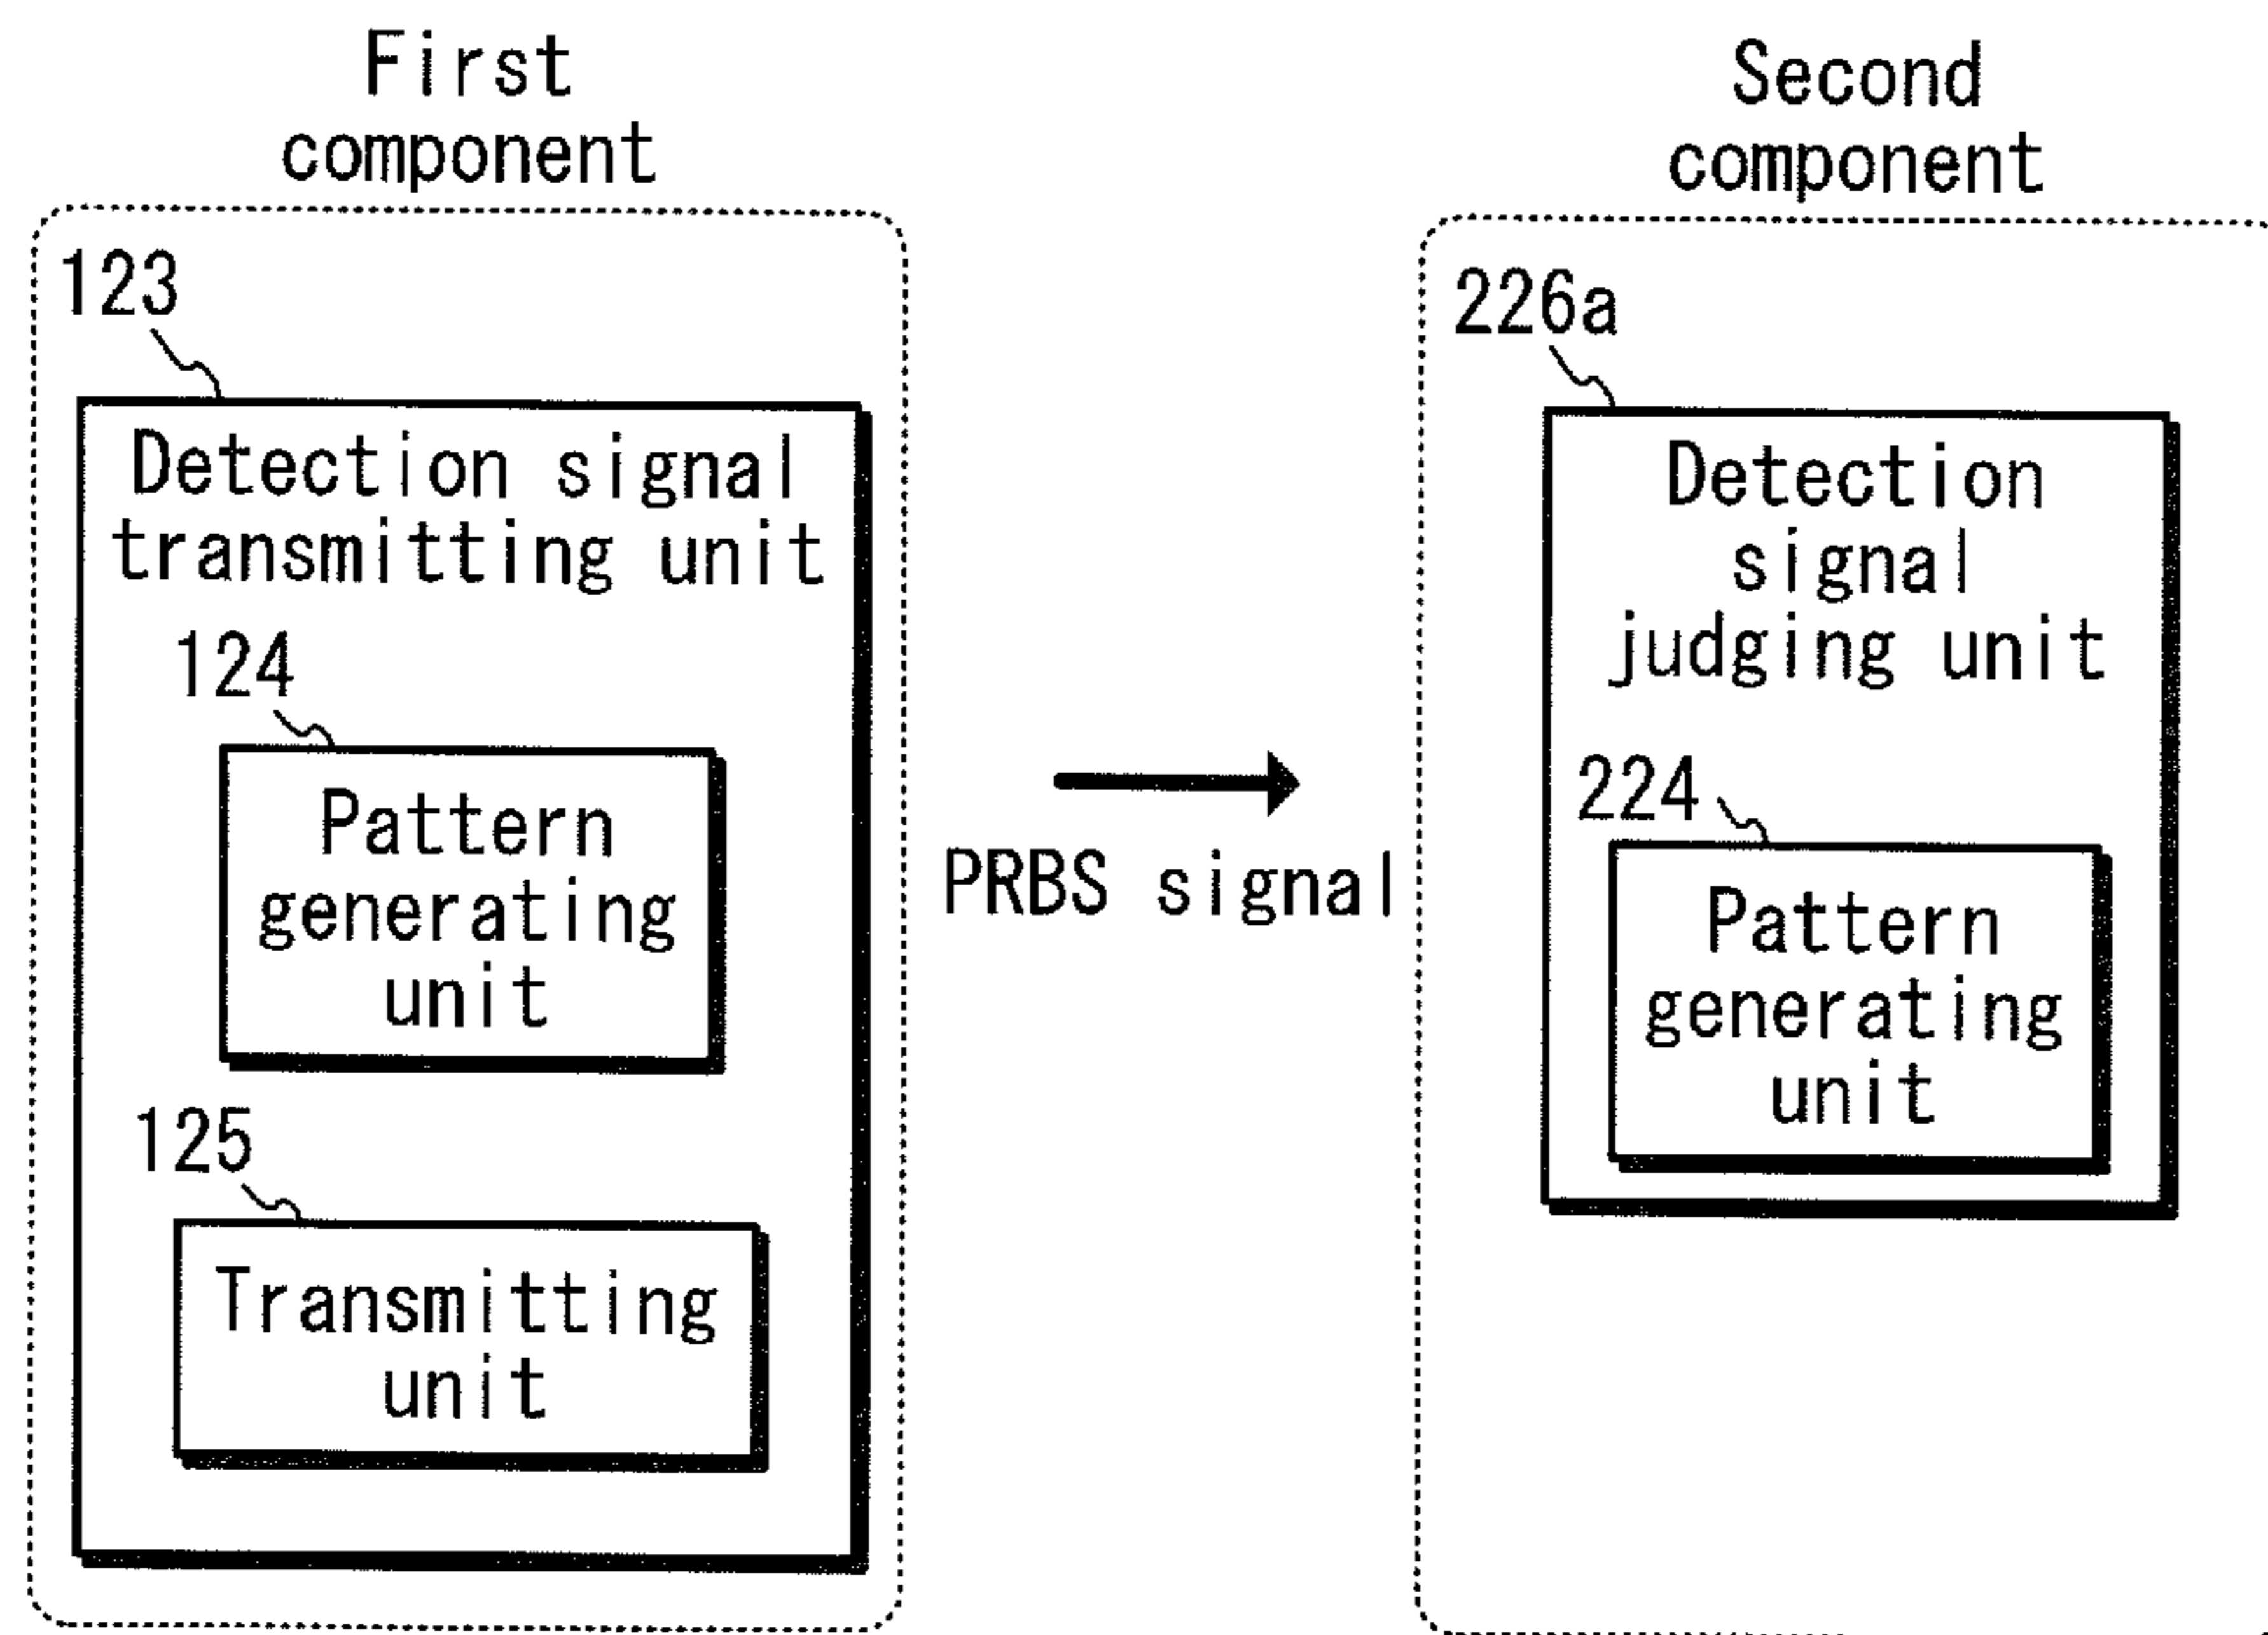 First
component
123
Detection signal
transmitting unit
124
Pattern
generating
unit
125
Transmitting
unit
PRBS signal
Second
component
226a
Detection
signal
judging unit
224
Pattern
generating
unit